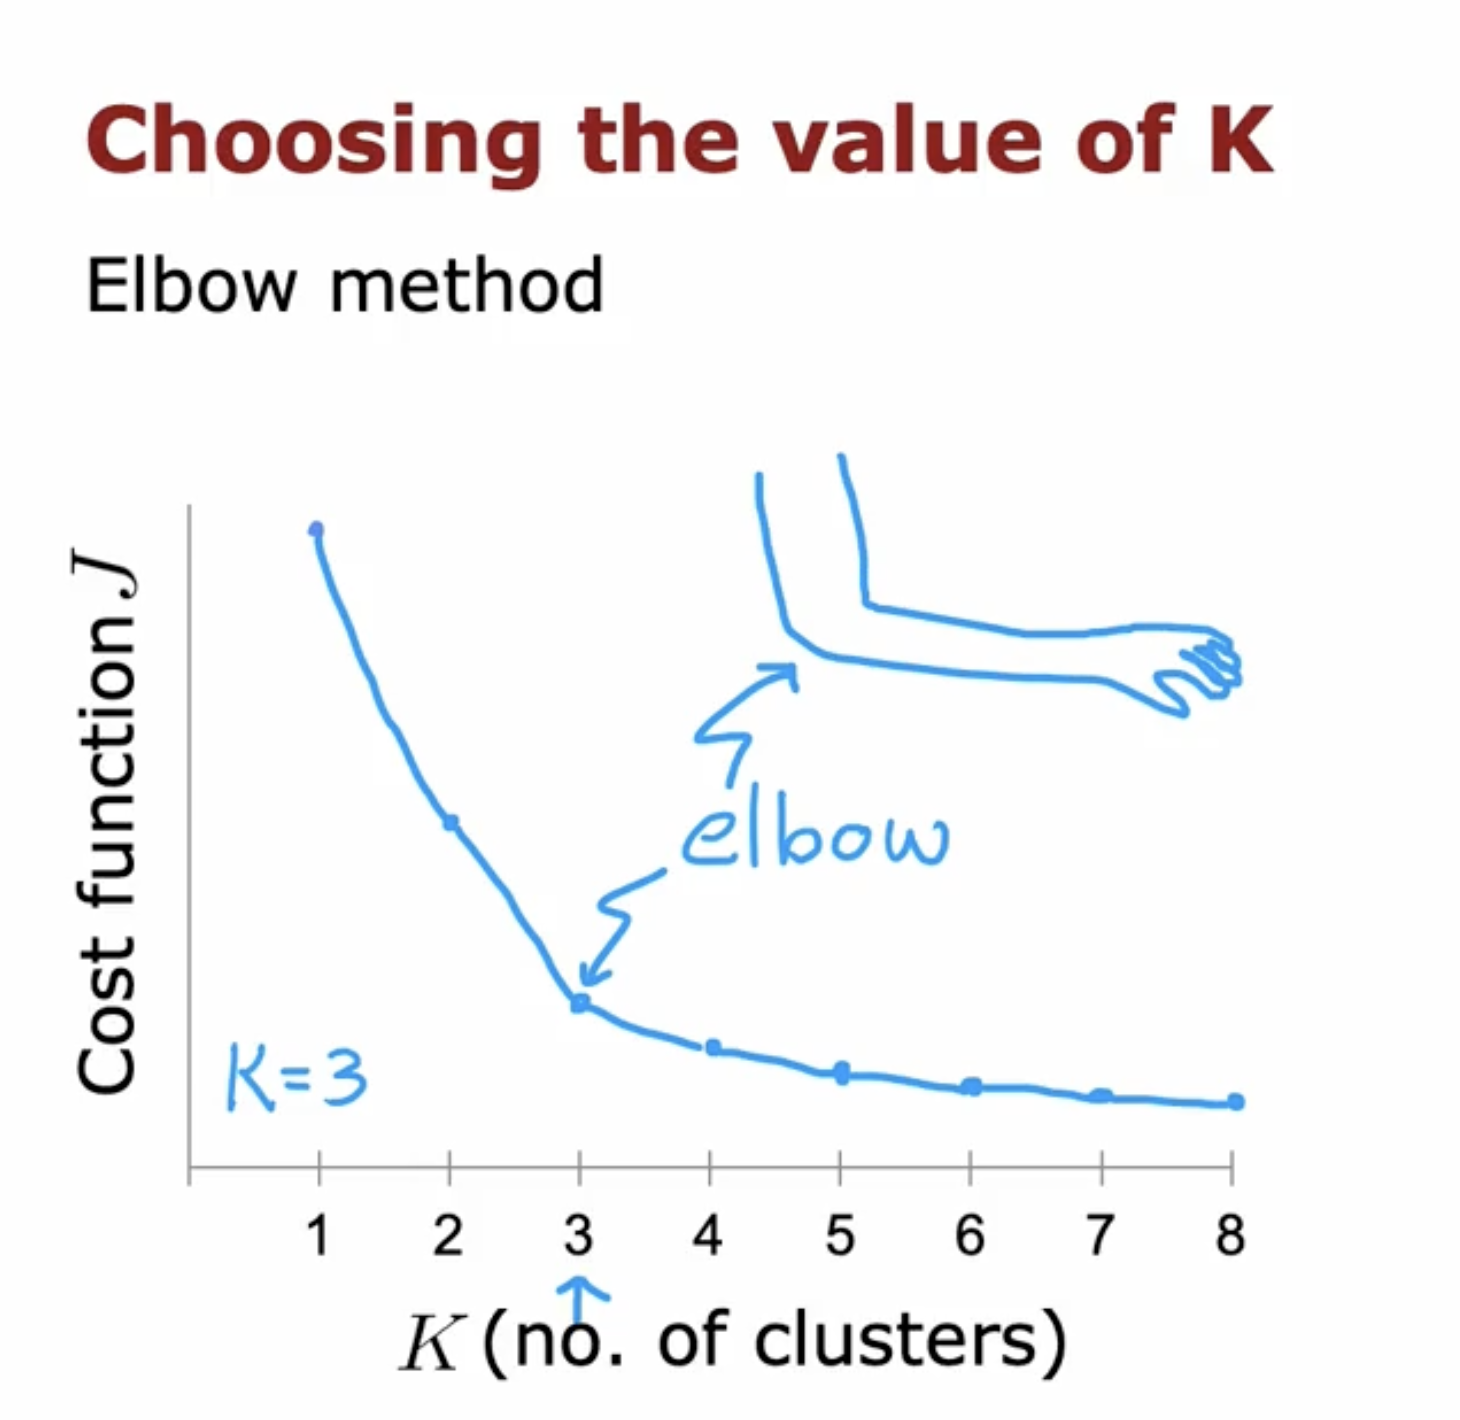 Choosing the value of K
Elbow method
Cost function J
elbow
K=3
1 2 3 4 5 6 7 8
K (no. of clusters)